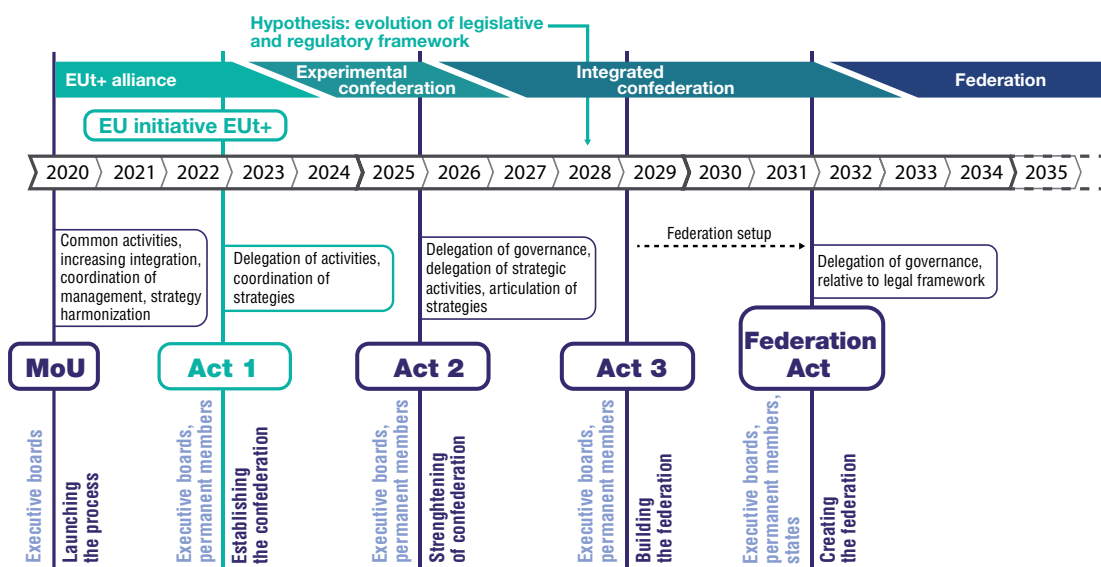 Hypothesis: evolution of legislative
and regulatory framework
EUt+ alliance
Experimental
confederation
Integrated
confederation
Federation
EU initiative EUt+
2020 2021 2022 2023 2024 2025 2026 2027 2028 2029 2030 2031 2032 2033 2034 2035
Common activities,
increasing integration,
coordination of
management, strategy
harmonization
Delegation of activities,
coordination of
strategies
Delegation of governance,
delegation of strategic
activities, articulation of
strategies
Federation setup
Delegation of governance,
relative to legal framework
MoU
Act 1
Act 2
Act 3
Federation
Act
Executive boards
Launching
the process
Executive boards,
permanent members
Establishing
the confederation
Executive boards,
permanent members
Strenghtening
of confederation
Executive boards,
permanent members
Building
the federation
Executive boards,
permanent members,
states
Creating
the federation